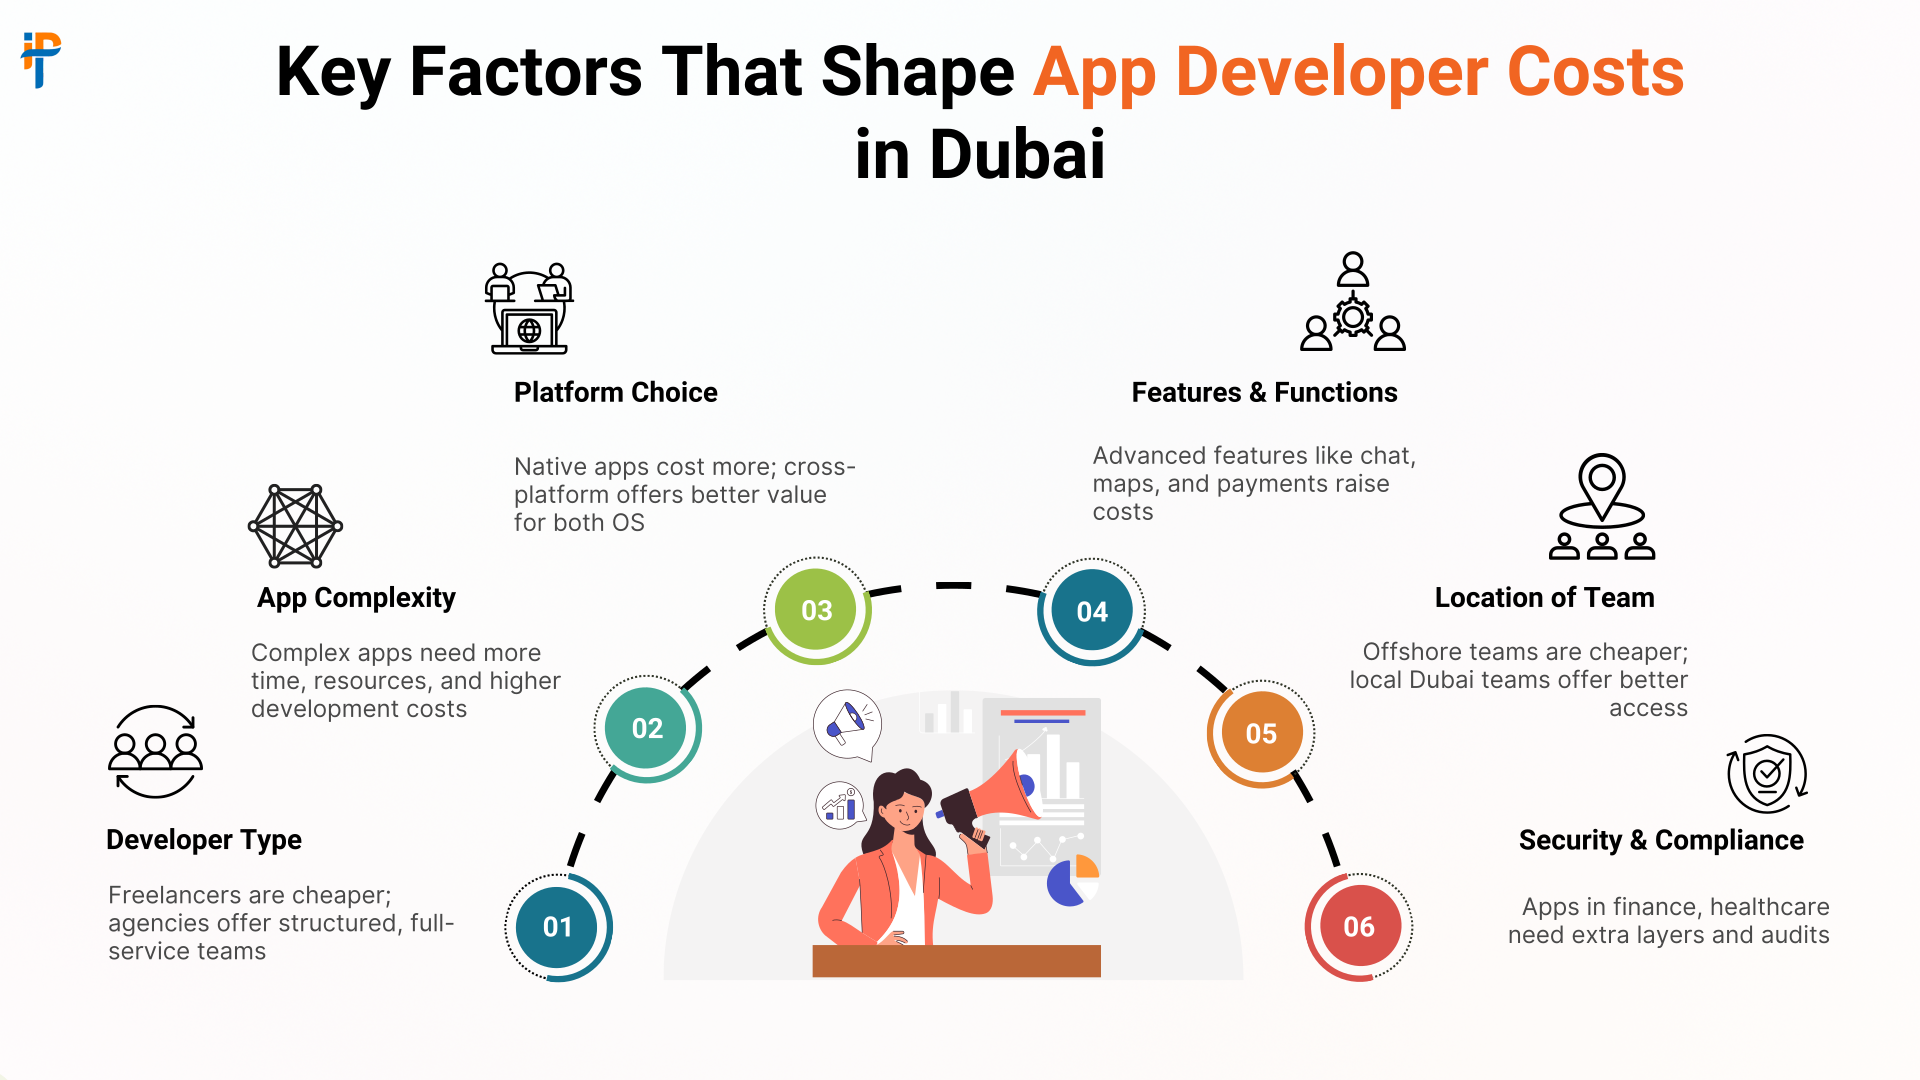 Key Factors That Shape App Developer Costs
in Dubai
Developer Type
Freelancers are cheaper;
agencies offer structured, full-
service teams
01
App Complexity
Complex apps need more
time, resources, and higher
development costs
02
Platform Choice
Native apps cost more; cross-
platform offers better value
for both OS
03
Features & Functions
Advanced features like chat,
maps, and payments raise
costs
04
Location of Team
Offshore teams are cheaper;
local Dubai teams offer better
access
05
Security & Compliance
Apps in finance, healthcare
need extra layers and audits
06